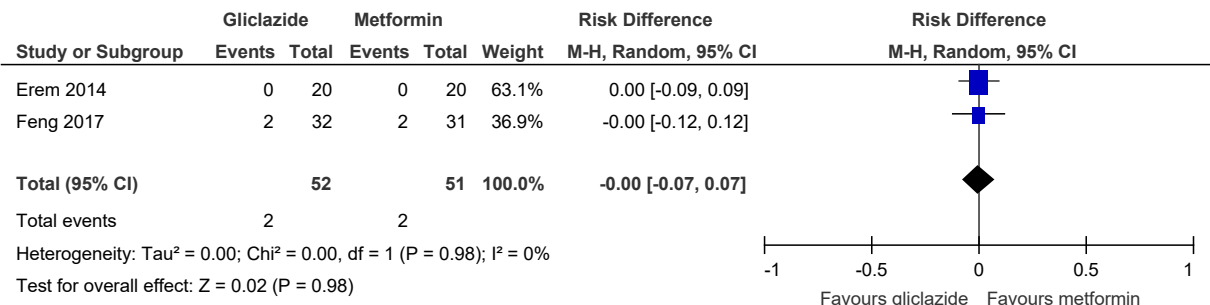 Gliclazide Metformin Risk Difference Risk Difference
Study or Subgroup Events Total Events Total Weight M-H, Random, 95% CI M-H, Random, 95% CI
Erem 2014 0 20 0 20 63.1% 0.00 [-0.09, 0.09]
Feng 2017 2 32 2 31 36.9% -0.00 [-0.12, 0.12]
Total (95% CI) 52 51 100.0% -0.00 [-0.07, 0.07]
Total events 2 2
Heterogeneity: Tau² = 0.00; Chi² = 0.00, df = 1 (P = 0.98); I² = 0%
Test for overall effect: Z = 0.02 (P = 0.98)
-1 -0.5 0 0.5 1
Favours gliclazide Favours metformin